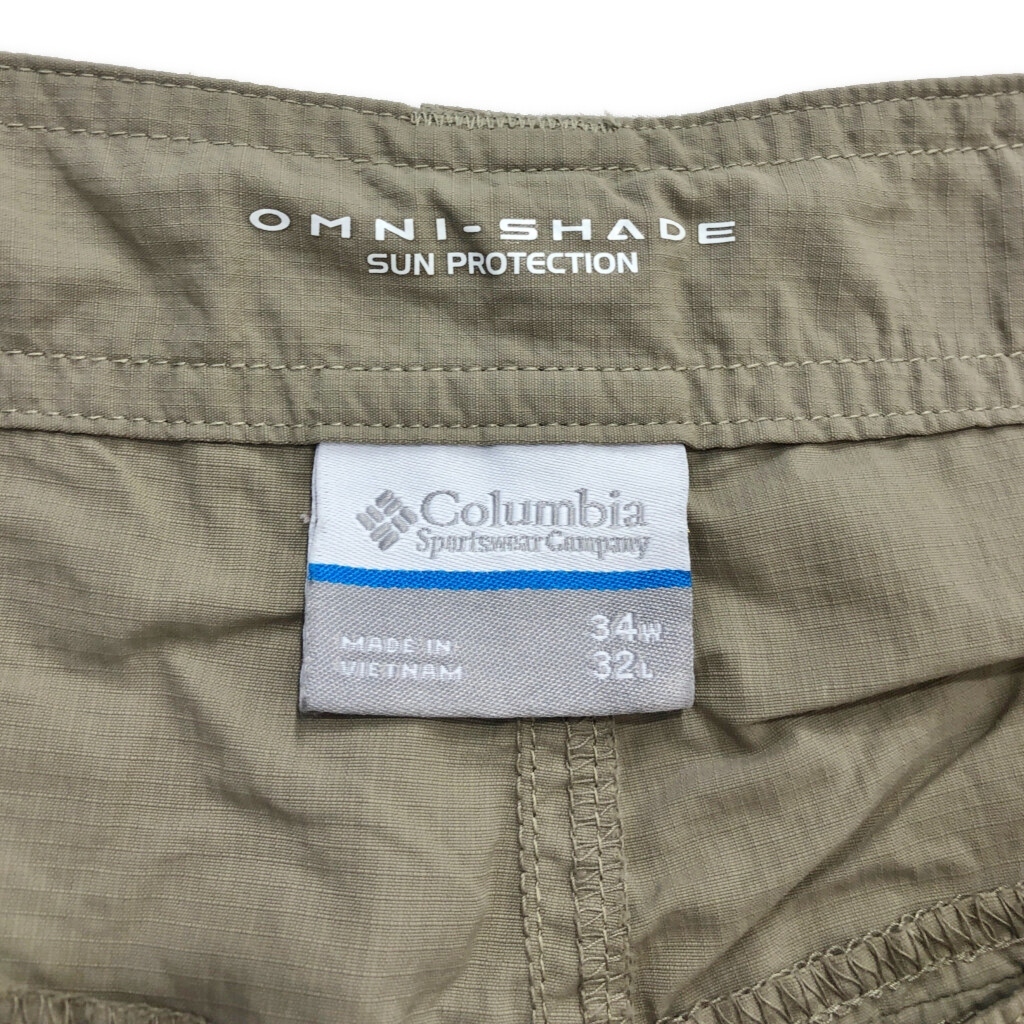 OMNI-SHADE
SUN PROTECTION
Columbia
Sportswear Company
MADE IN
VIETNAM
34W
32L